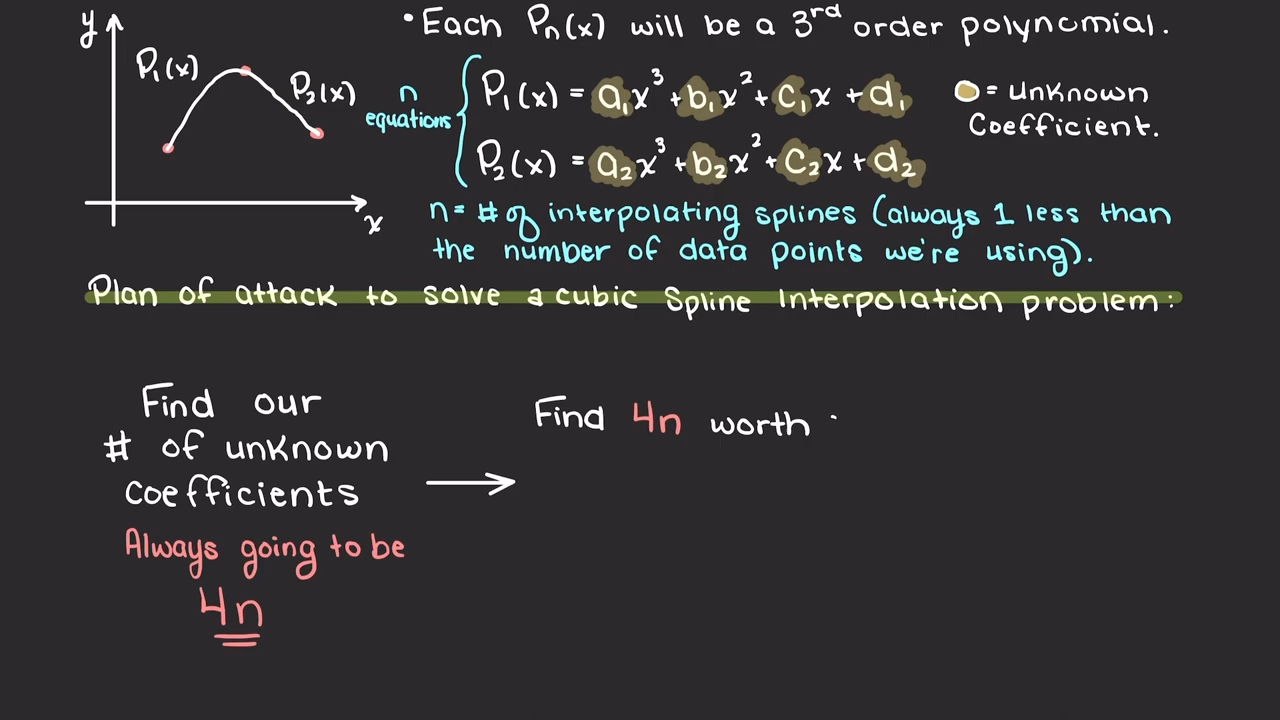 y
• Each Pₙ(x) will be a 3ʳᵈ order polynomial.
P₁(x)
P₂(x)
x
n
equations
P₁(x) = a₁x³ + b₁x² + c₁x + d₁
P₂(x) = a₂x³ + b₂x² + c₂x + d₂
= unknown
coefficient.
n = # of interpolating splines (always 1 less than
the number of data points we're using).
Plan of attack to solve a cubic Spline Interpolation problem:
Find our
# of unknown
coefficients
Always going to be
4n
Find 4n worth